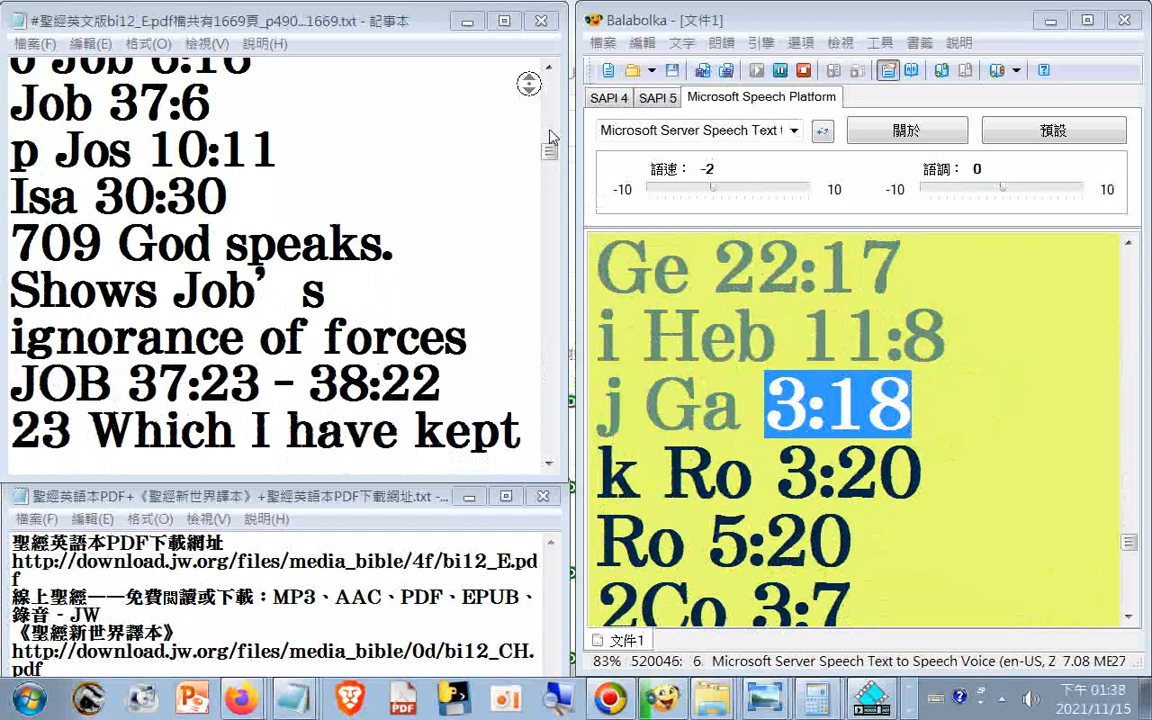 #聖經英文版bi12_E.pdf檔共有1669頁_p490...1669.txt - 記事本
檔案(F) 編輯(E) 格式(O) 檢視(V) 說明(H)
o Job 6:16
Job 37:6
p Jos 10:11
Isa 30:30
709 God speaks.
Shows Job’s
ignorance of forces
JOB 37:23 – 38:22
23 Which I have kept
聖經英語本PDF+《聖經新世界譯本》+聖經英語本PDF下載網址.txt -...
檔案(F) 編輯(E) 格式(O) 檢視(V) 說明(H)
聖經英語本PDF下載網址
http://download.jw.org/files/media_bible/4f/bi12_E.pd
f
線上聖經——免費閱讀或下載：MP3、AAC、PDF、EPUB、
錄音 - JW
《聖經新世界譯本》
http://download.jw.org/files/media_bible/0d/bi12_CH.
pdf
Balabolka - [文件1]
檔案 編輯 文字 朗讀 引擎 選項 檢視 工具 書籤 說明
SAPI 4 SAPI 5 Microsoft Speech Platform
Microsoft Server Speech Text t 關於 預設
語速： -2 語調： 0
-10 10 -10 10
Ge 22:17
i Heb 11:8
j Ga 3:18
k Ro 3:20
Ro 5:20
2Co 3:7
文件1
83% 520046: 6. Microsoft Server Speech Text to Speech Voice (en-US, Z 7.08 ME27
下午 01:38
2021/11/15